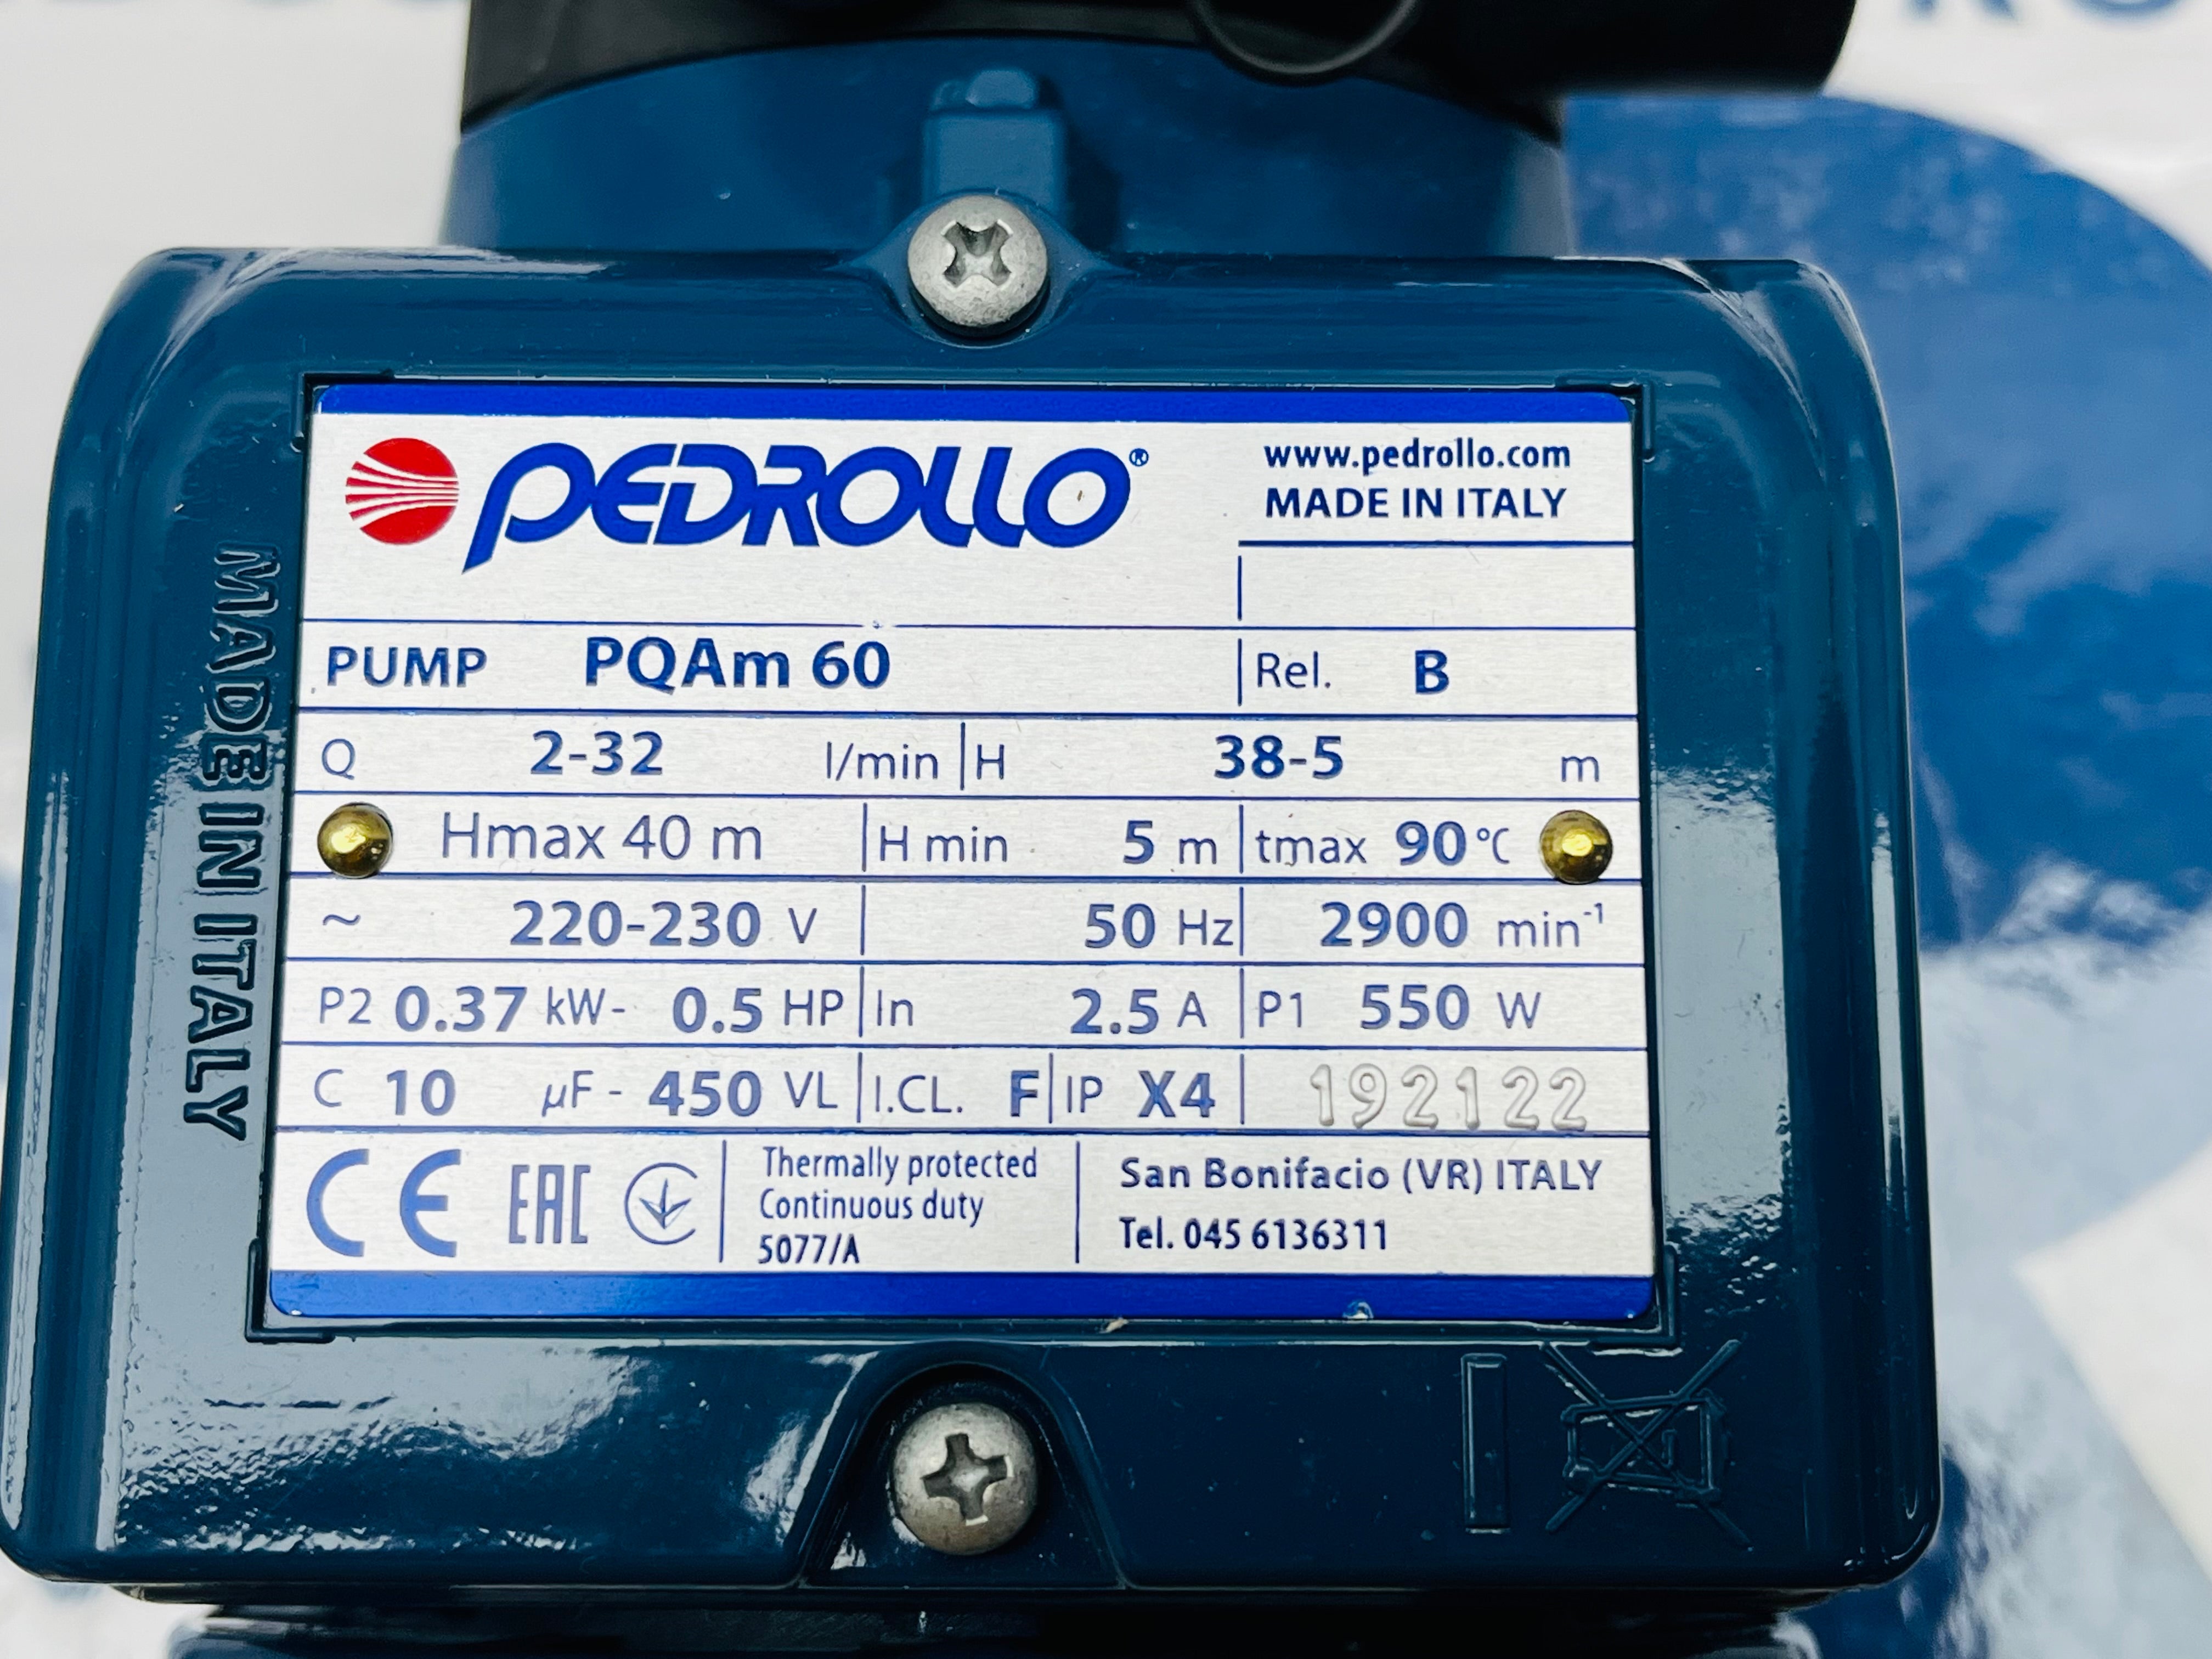 PEDROLLO®
www.pedrollo.com
MADE IN ITALY
PUMP PQAm 60 Rel. B
Q 2-32 l/min H 38-5 m
Hmax 40 m H min 5 m tmax 90 °C
~ 220-230 V 50 Hz 2900 min⁻¹
P2 0.37 kW- 0.5 HP In 2.5 A P1 550 W
C 10 µF - 450 VL I.CL. F IP X4 192122
CE EAC
Thermally protected
Continuous duty
5077/A
San Bonifacio (VR) ITALY
Tel. 045 6136311
MADE IN ITALY